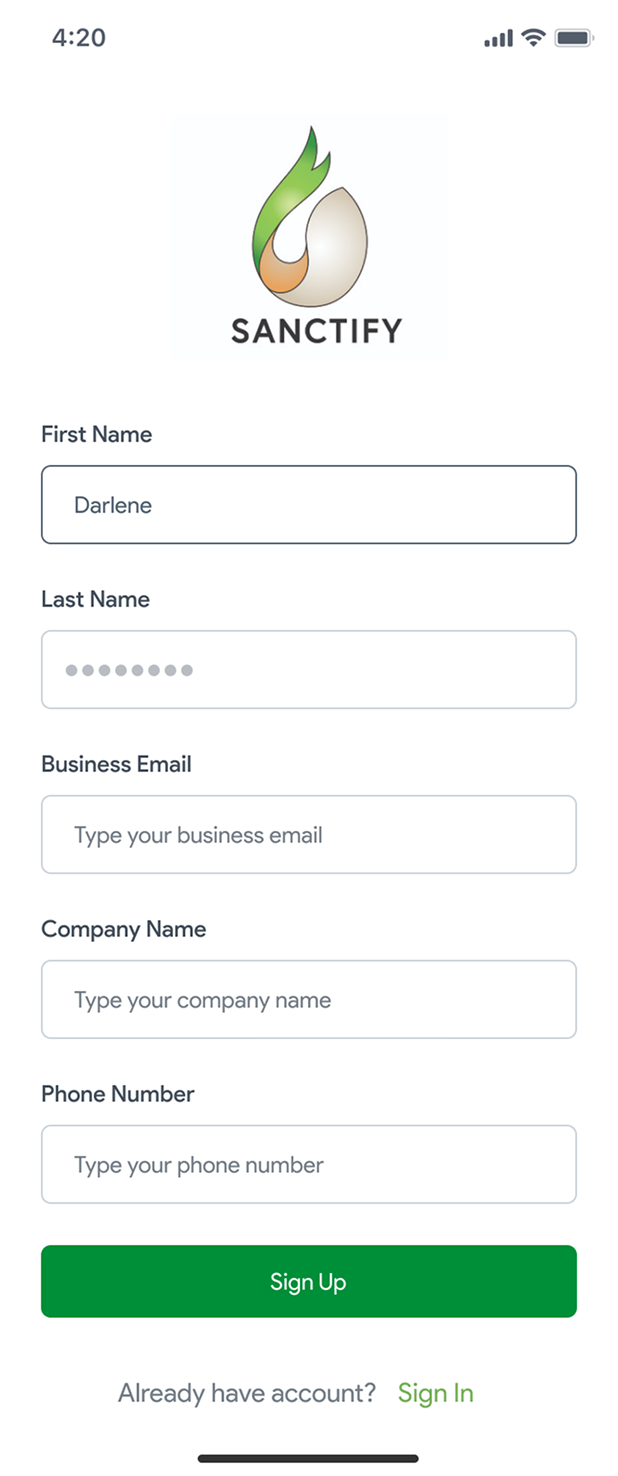 4:20
SANCTIFY
First Name
Darlene
Last Name
●●●●●●●●
Business Email
Type your business email
Company Name
Type your company name
Phone Number
Type your phone number
Sign Up
Already have account? Sign In